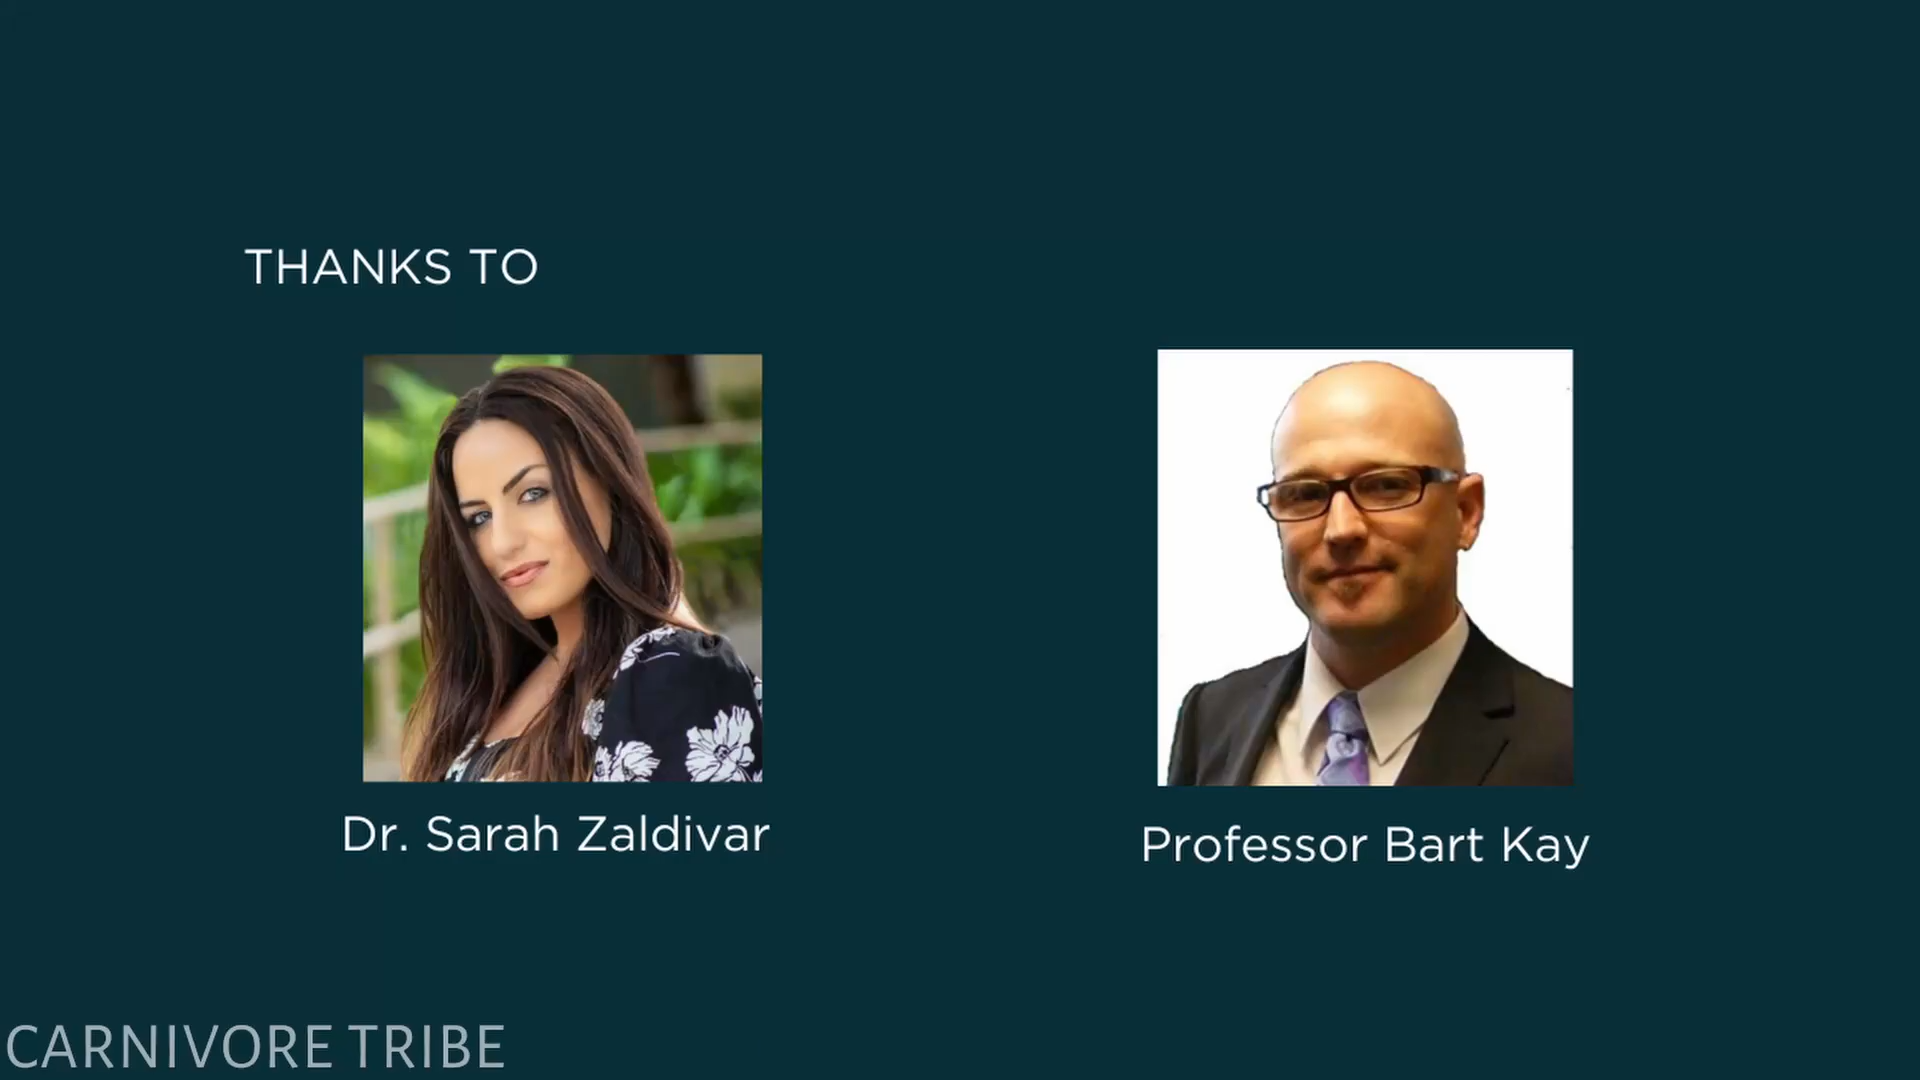 THANKS TO
Dr. Sarah Zaldivar
Professor Bart Kay
CARNIVORE TRIBE